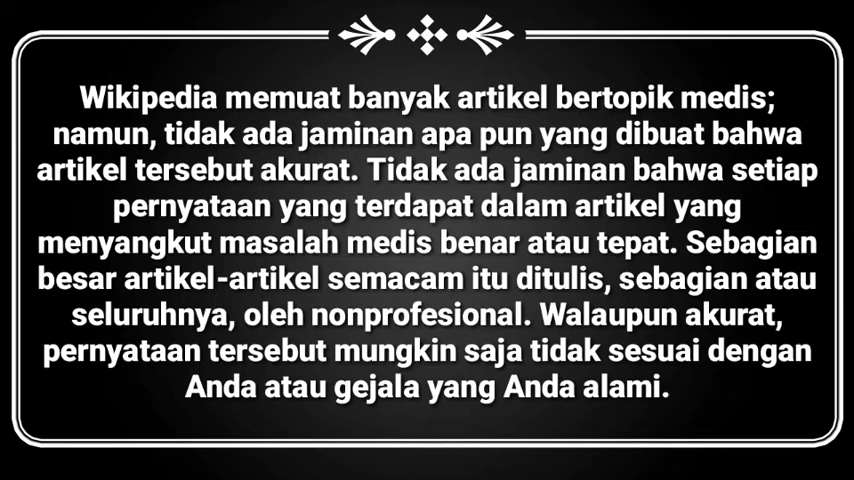 Wikipedia memuat banyak artikel bertopik medis;
namun, tidak ada jaminan apa pun yang dibuat bahwa
artikel tersebut akurat. Tidak ada jaminan bahwa setiap
pernyataan yang terdapat dalam artikel yang
menyangkut masalah medis benar atau tepat. Sebagian
besar artikel-artikel semacam itu ditulis, sebagian atau
seluruhnya, oleh nonprofesional. Walaupun akurat,
pernyataan tersebut mungkin saja tidak sesuai dengan
Anda atau gejala yang Anda alami.